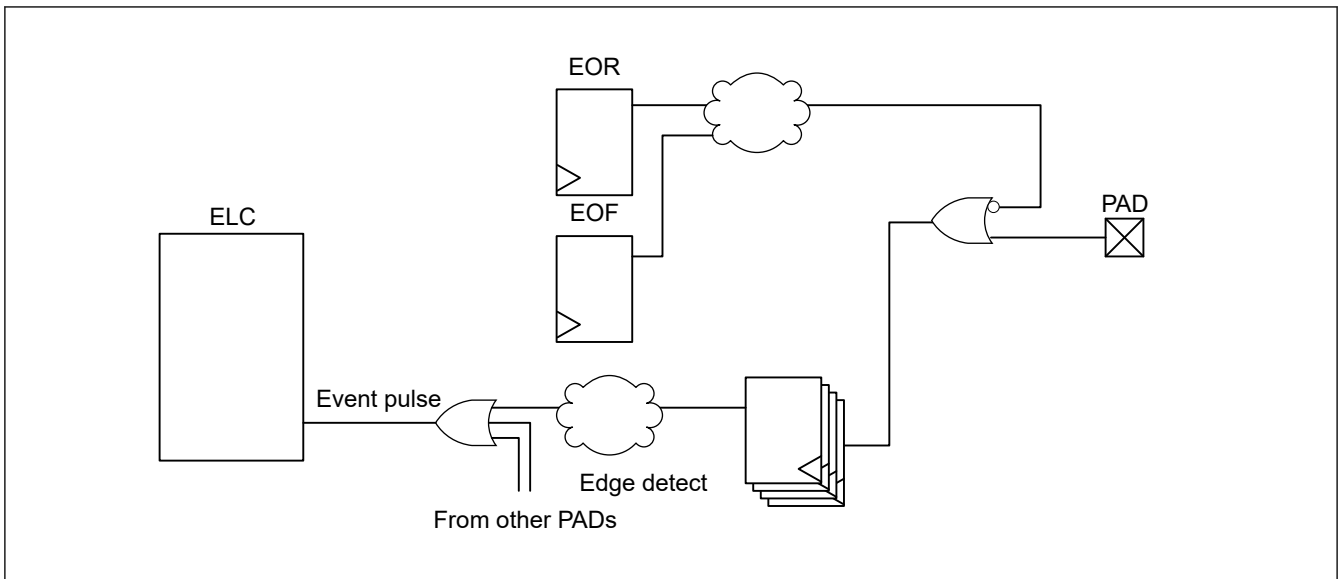 EOR
EOF
PAD
ELC
Event pulse
Edge detect
From other PADs